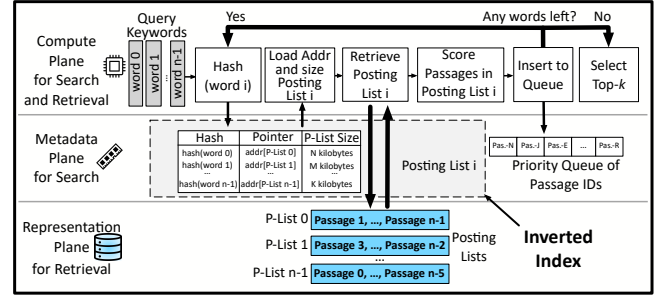 Query
Keywords
Yes
Any words left?
No
Compute
Plane
for Search
and Retrieval
word 0
word 1
...
word n-1
Hash
(word i)
Load Addr
and size
Posting
List i
Retrieve
Posting
List i
Score
Passages in
Posting List i
Insert to
Queue
Select
Top-k
Metadata
Plane
for Search
Hash
Pointer
P-List Size
hash(word 0)
addr[P-List 0]
N kilobytes
hash(word 1)
addr[P-List 1]
M kilobytes
...
...
...
hash(word n-1)
addr[P-List n-1]
K kilobytes
Posting List i
Pas.-N
Pas.-J
Pas.-E
...
Pas.-R
Priority Queue of
Passage IDs
Representation
Plane
for Retrieval
P-List 0
Passage 1, ..., Passage n-1
P-List 1
Passage 3, ..., Passage n-2
...
P-List n-1
Passage 0, ..., Passage n-5
Posting
Lists
Inverted
Index